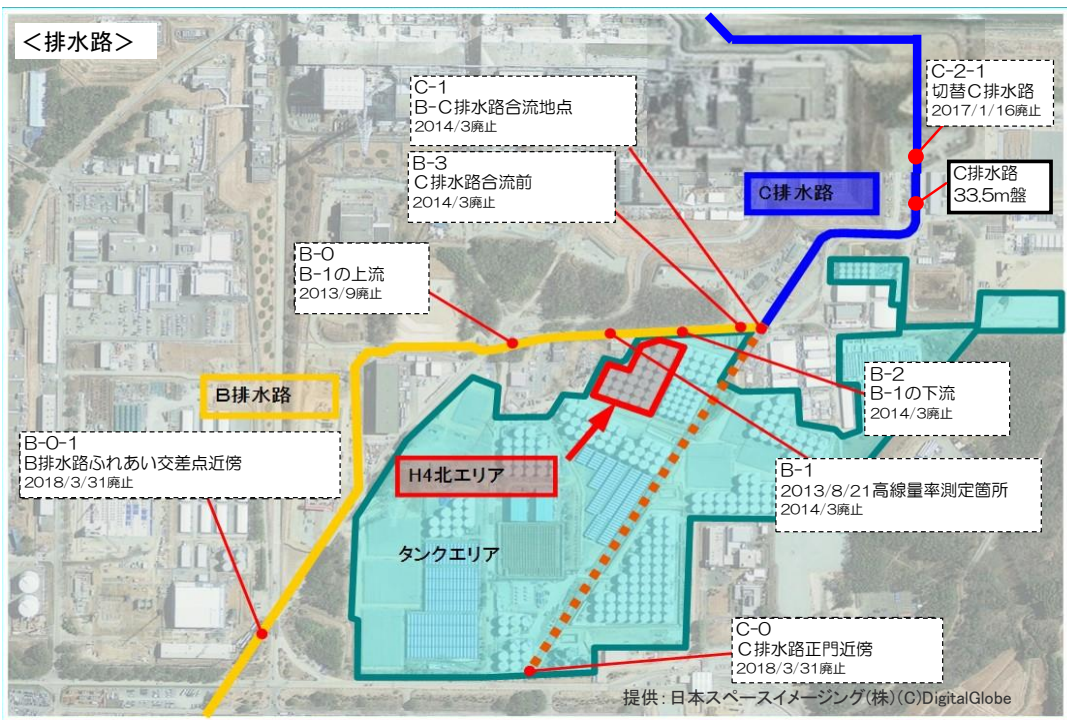 <排水路>
C-1
B-C排水路合流地点
2014/3廃止
C-2-1
切替C排水路
2017/1/16廃止
B-3
C排水路合流前
2014/3廃止
C排水路
C排水路
33.5m盤
B-0
B-1の上流
2013/9廃止
B排水路
B-2
B-1の下流
2014/3廃止
B-0-1
B排水路ふれあい交差点近傍
2018/3/31廃止
H4北エリア
B-1
2013/8/21高線量率測定箇所
2014/3廃止
タンクエリア
C-0
C排水路正門近傍
2018/3/31廃止
提供：日本スペースイメージング(株)(C)DigitalGlobe